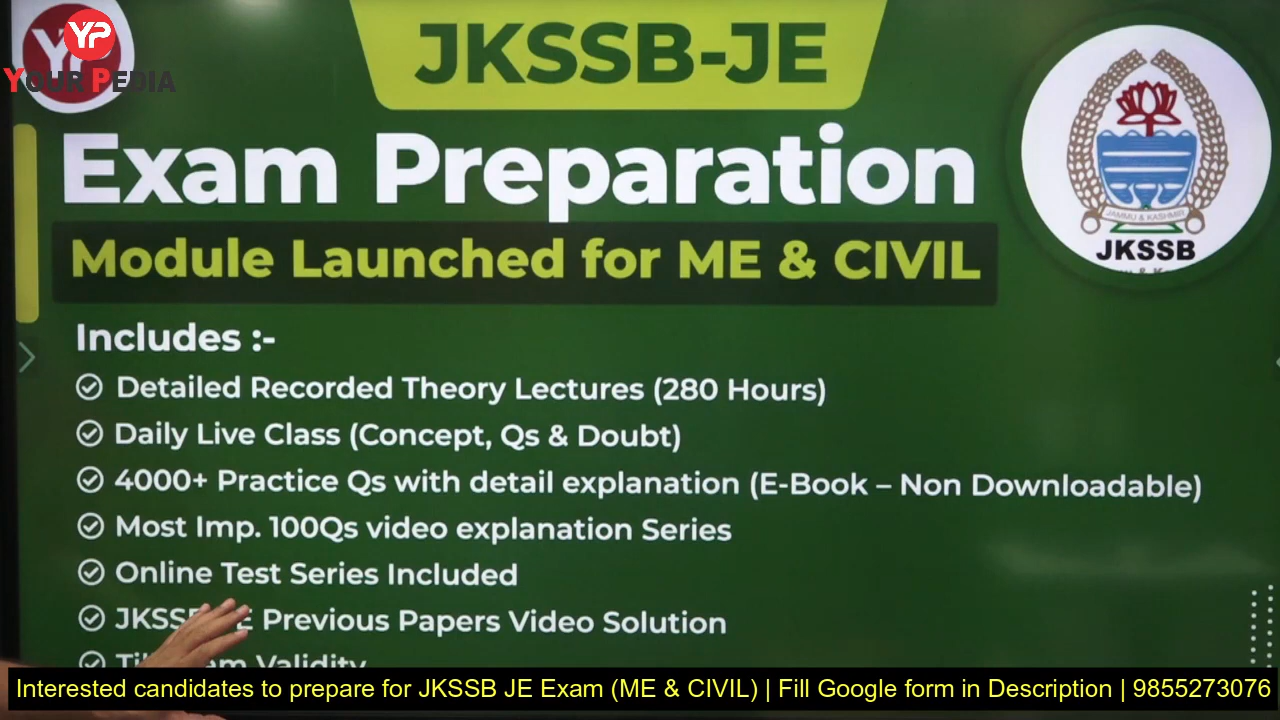 YP
YOUR PEDIA
JKSSB-JE
Exam Preparation
Module Launched for ME & CIVIL
JAMMU & KASHMIR
JKSSB
Includes :-
Detailed Recorded Theory Lectures (280 Hours)
Daily Live Class (Concept, Qs & Doubt)
4000+ Practice Qs with detail explanation (E-Book – Non Downloadable)
Most Imp. 100Qs video explanation Series
Online Test Series Included
Previous Papers Video Solution
Validity
Interested candidates to prepare for JKSSB JE Exam (ME & CIVIL) | Fill Google form in Description | 9855273076